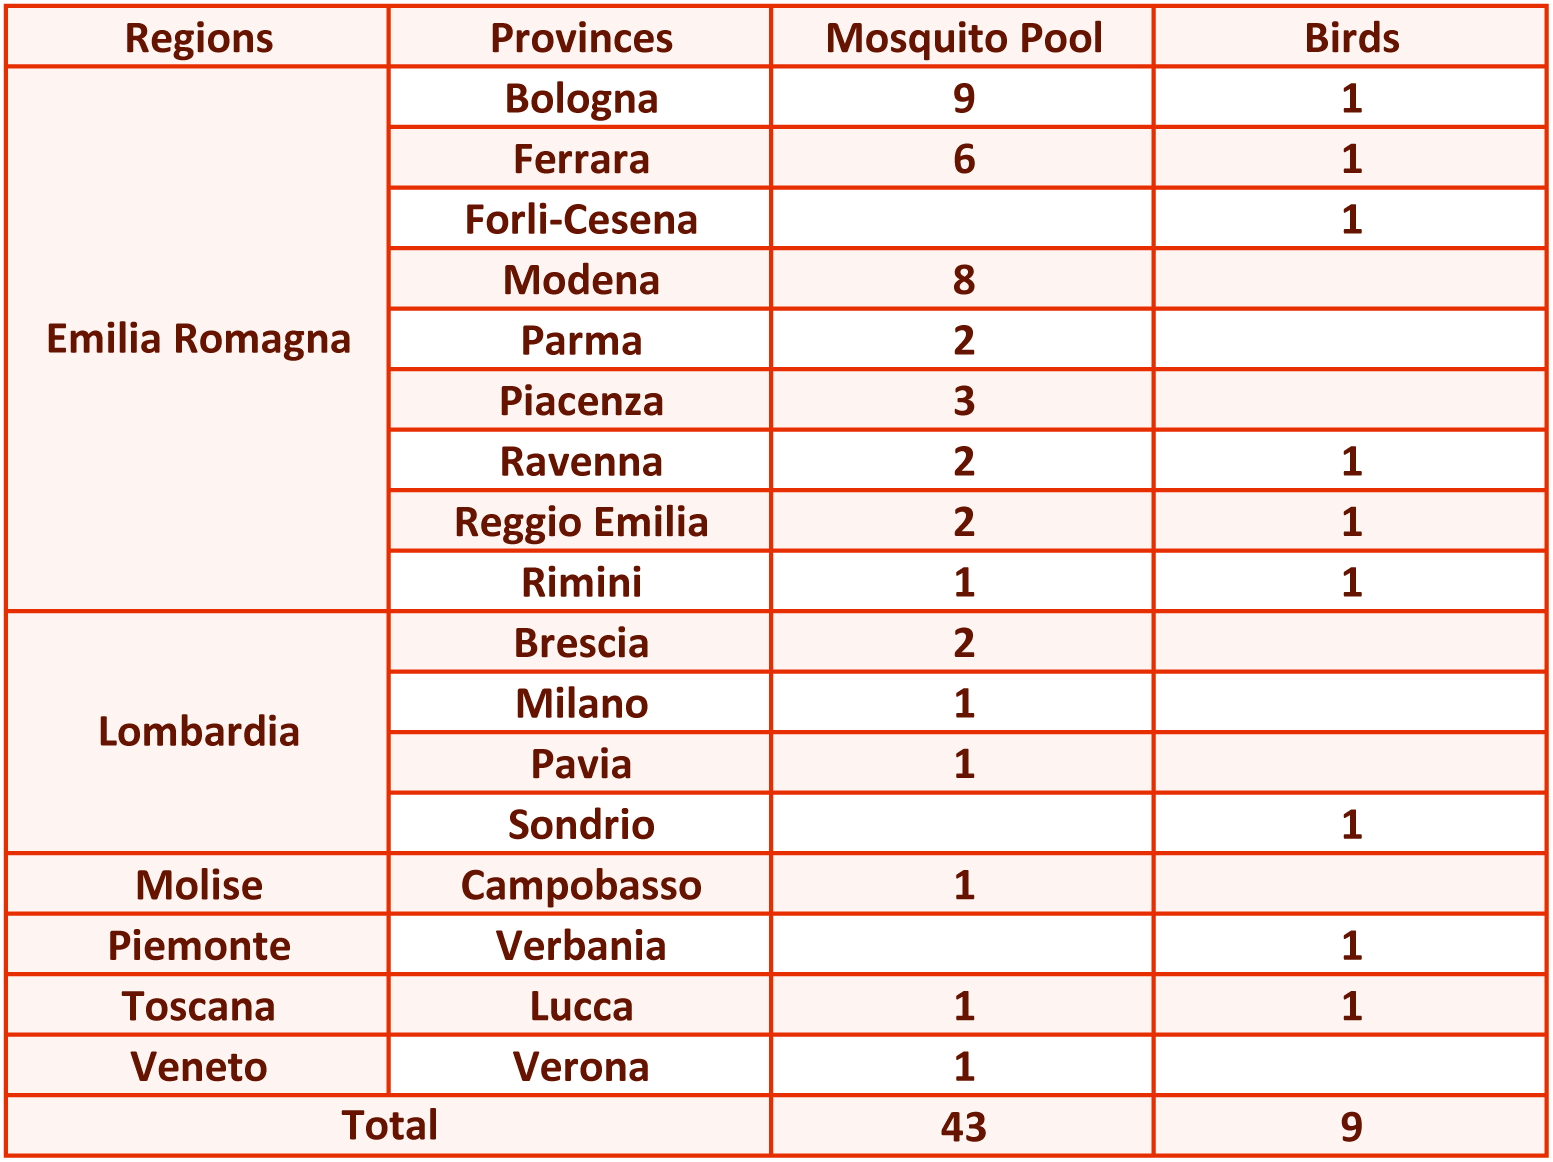 Regions Provinces Mosquito Pool Birds
Emilia Romagna Bologna 9 1
Ferrara 6 1
Forli-Cesena 1
Modena 8
Parma 2
Piacenza 3
Ravenna 2 1
Reggio Emilia 2 1
Rimini 1 1
Lombardia Brescia 2
Milano 1
Pavia 1
Sondrio 1
Molise Campobasso 1
Piemonte Verbania 1
Toscana Lucca 1 1
Veneto Verona 1
Total 43 9